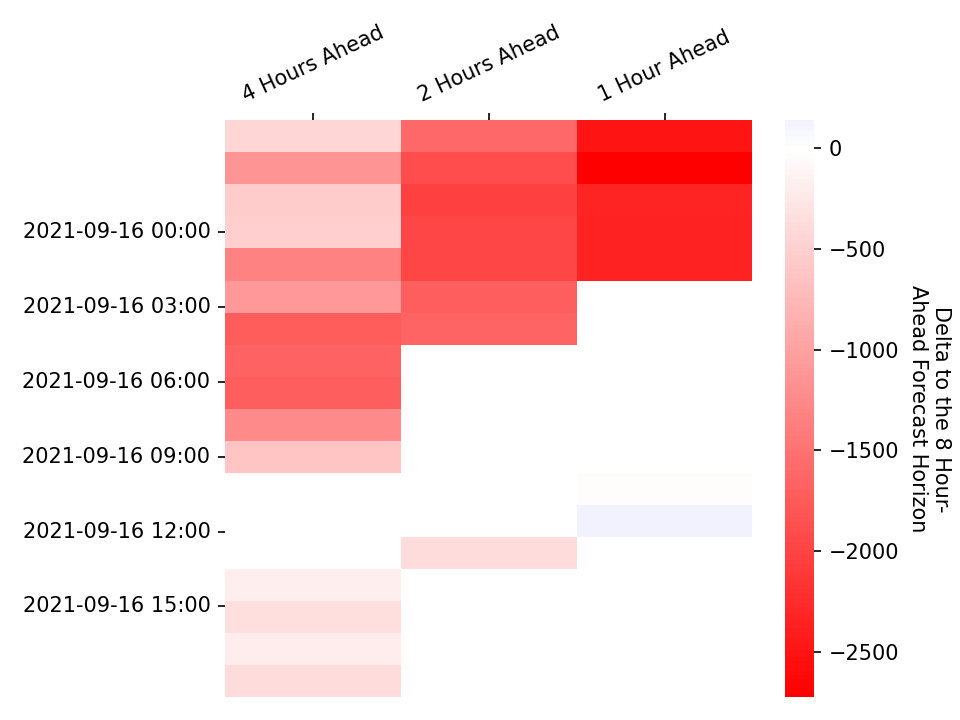 4 Hours Ahead
2 Hours Ahead
1 Hour Ahead
2021-09-16 00:00
2021-09-16 03:00
2021-09-16 06:00
2021-09-16 09:00
2021-09-16 12:00
2021-09-16 15:00
0
−500
−1000
−1500
−2000
−2500
Delta to the 8 Hour-
Ahead Forecast Horizon